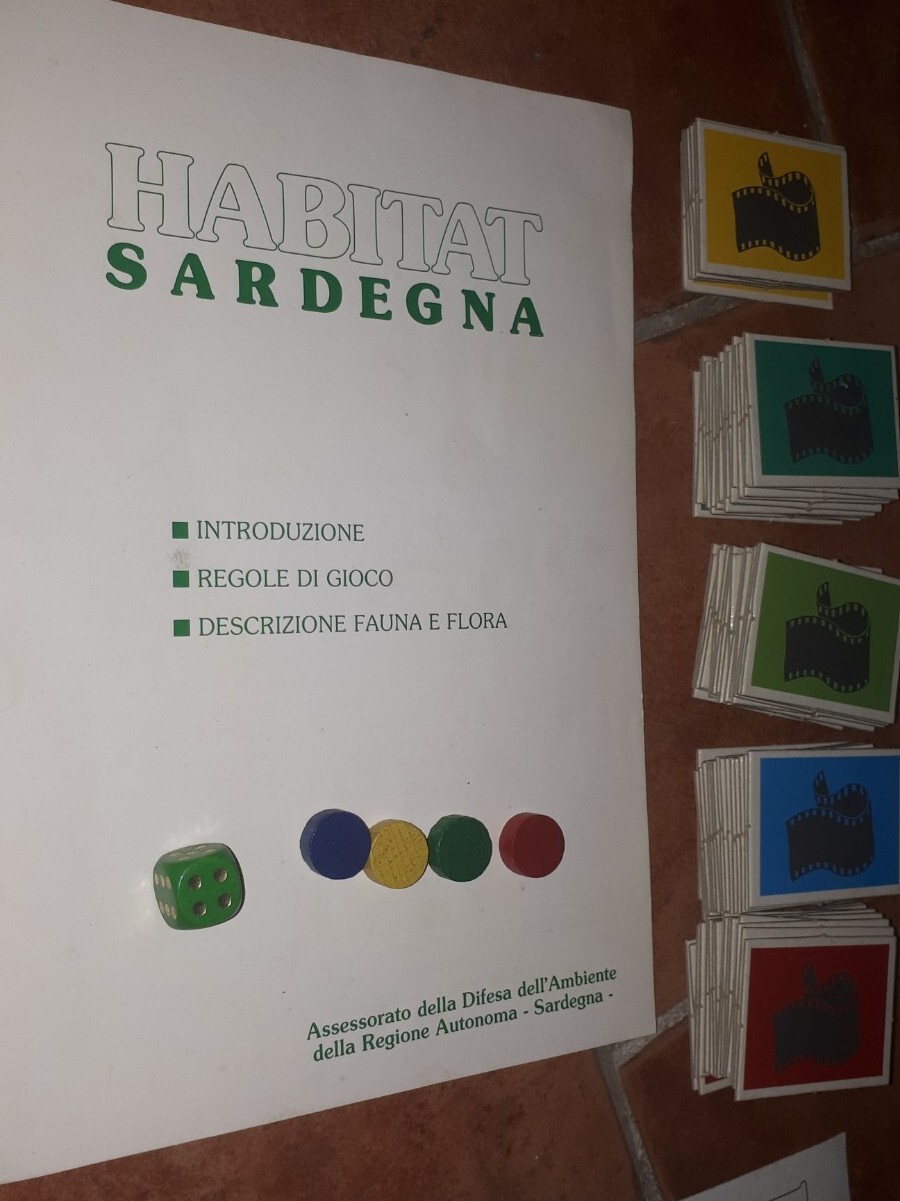 HABITAT
SARDEGNA
INTRODUZIONE
REGOLE DI GIOCO
DESCRIZIONE FAUNA E FLORA
Assessorato della Difesa dell'Ambiente
della Regione Autonoma - Sardegna -